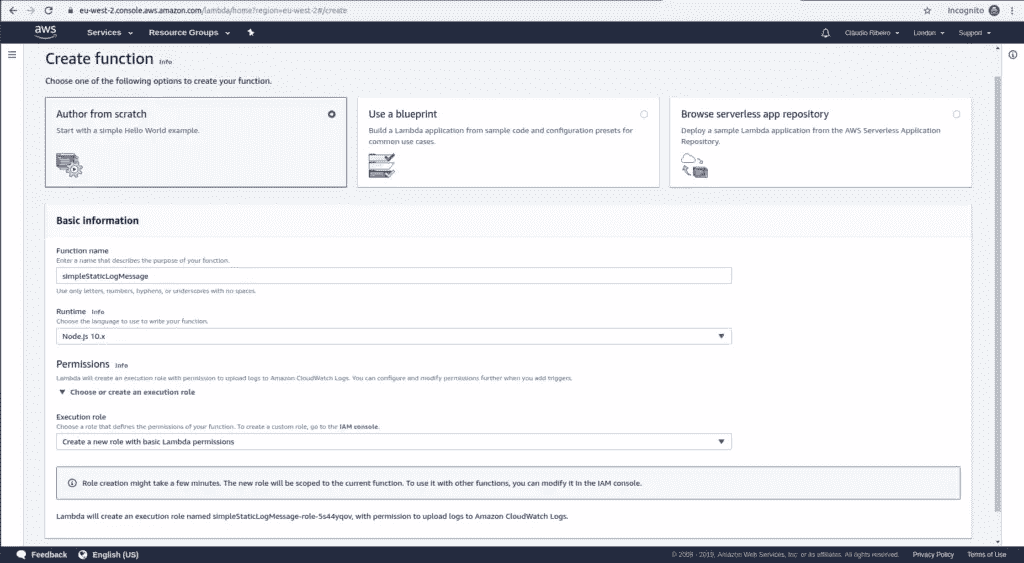 eu-west-2.console.aws.amazon.com/lambda/home?region=eu-west-2#/create
Incognito
aws
Services
Resource Groups
Cláudio Ribeiro
London
Support
Create function Info
Choose one of the following options to create your function.
Author from scratch
Start with a simple Hello World example.
Use a blueprint
Build a Lambda application from sample code and configuration presets for
common use cases.
Browse serverless app repository
Deploy a sample Lambda application from the AWS Serverless Application
Repository.
Basic information
Function name
Enter a name that describes the purpose of your function.
simpleStaticLogMessage
Use only letters, numbers, hyphens, or underscores with no spaces.
Runtime Info
Choose the language to use to write your function.
Node.js 10.x
Permissions Info
Lambda will create an execution role with permission to upload logs to Amazon CloudWatch Logs. You can configure and modify permissions further when you add triggers.
Choose or create an execution role
Execution role
Choose a role that defines the permissions of your function. To create a custom role, go to the IAM console.
Create a new role with basic Lambda permissions
Role creation might take a few minutes. The new role will be scoped to the current function. To use it with other functions, you can modify it in the IAM console.
Lambda will create an execution role named simpleStaticLogMessage-role-5s44yqov, with permission to upload logs to Amazon CloudWatch Logs.
Feedback
English (US)
© 2008 - 2019, Amazon Web Services, Inc. or its affiliates. All rights reserved.
Privacy Policy
Terms of Use